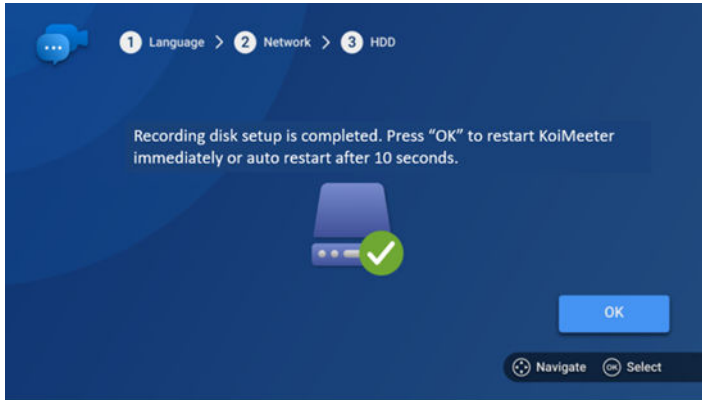 1 Language > 2 Network > 3 HDD
Recording disk setup is completed. Press “OK” to restart KoiMeeter
immediately or auto restart after 10 seconds.
OK
Navigate OK Select